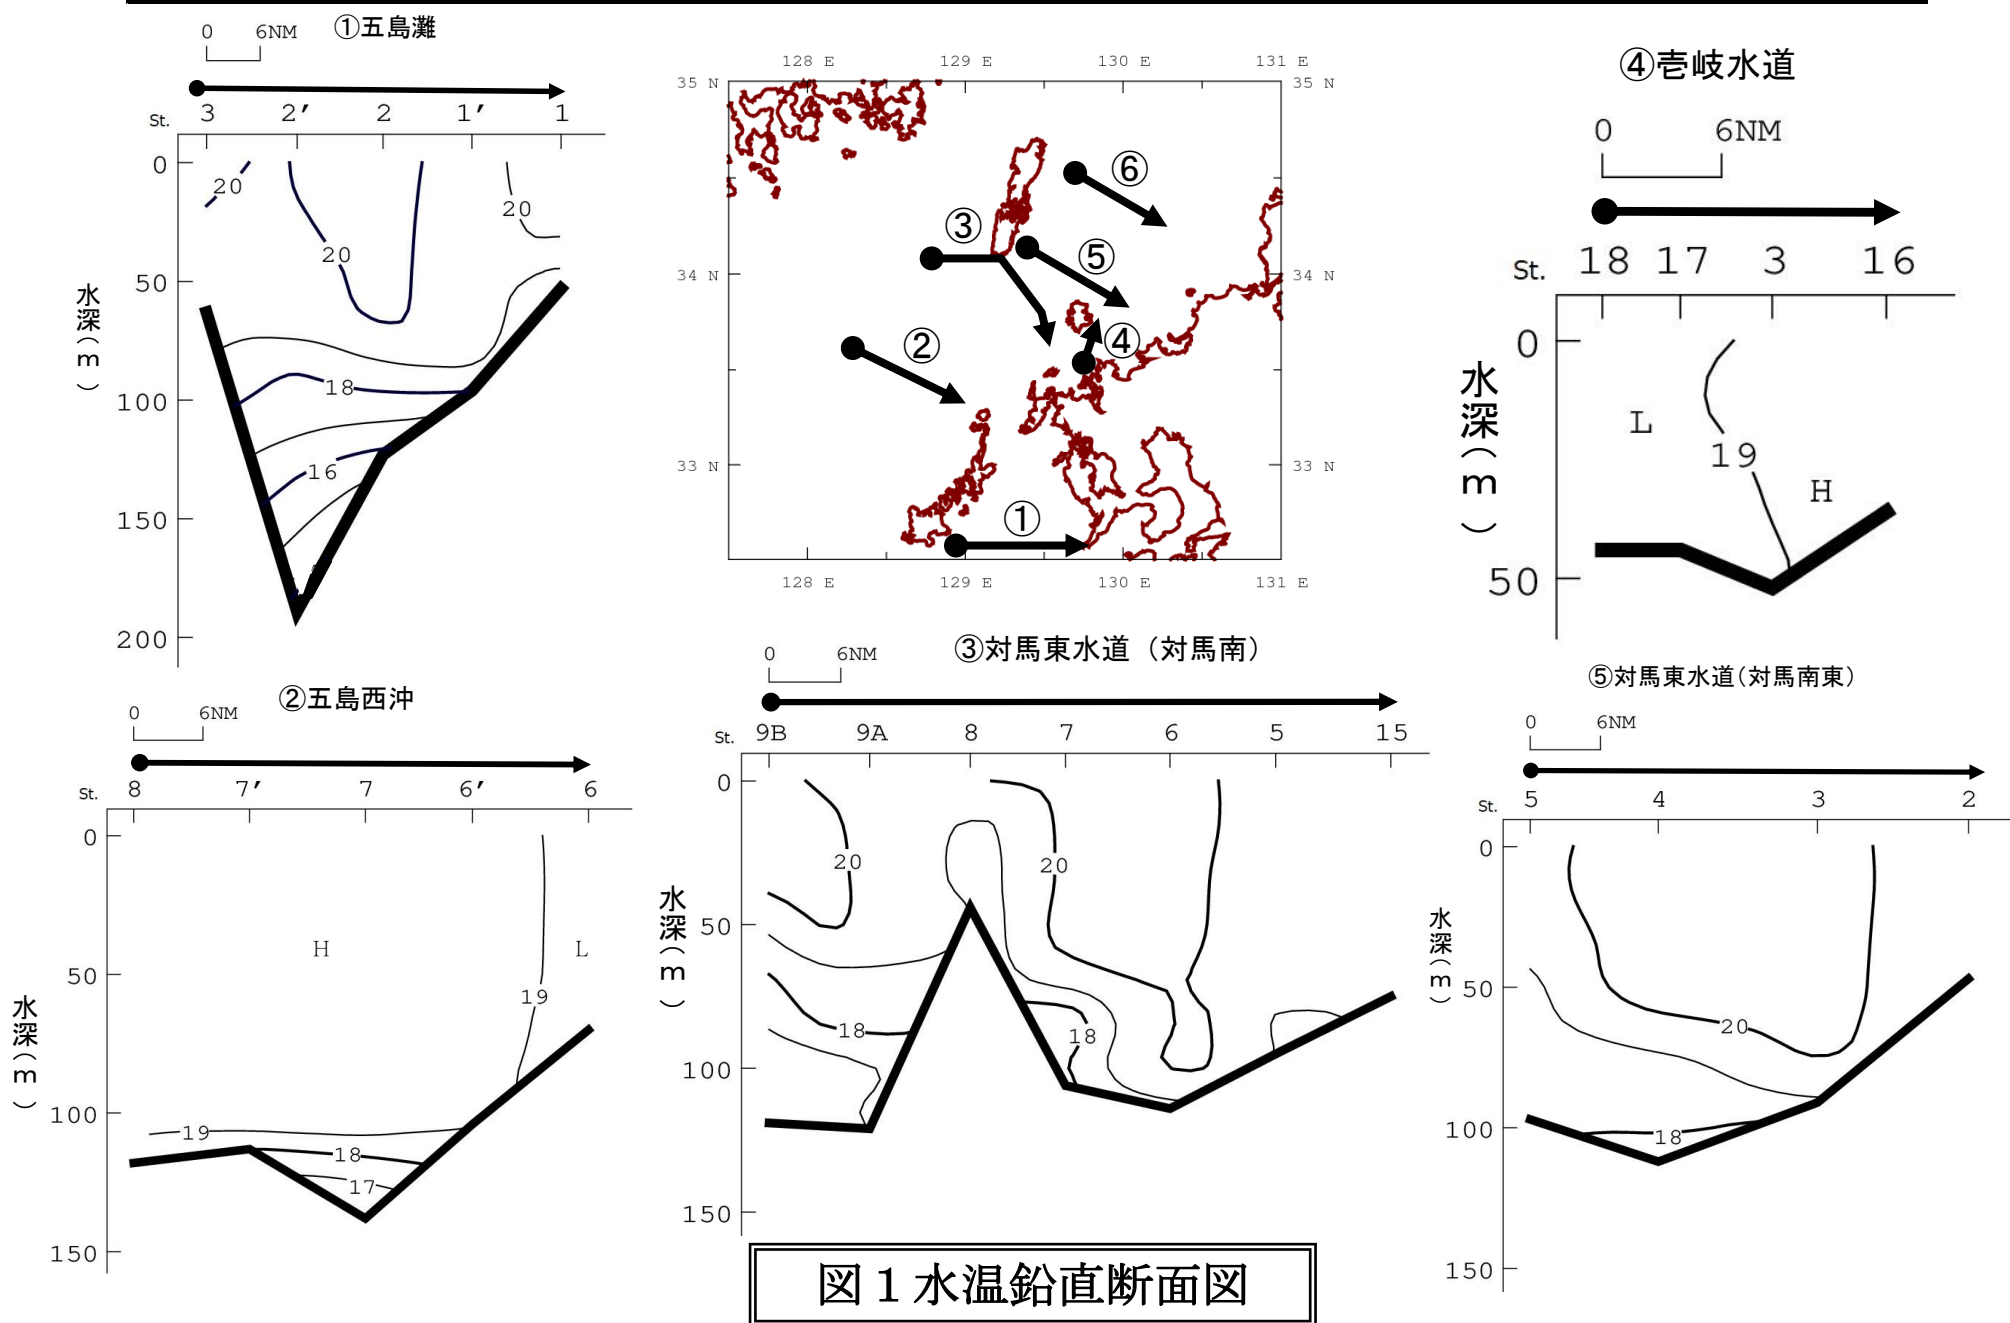 ①五島灘
0 6NM
St. 3 2′ 2 1′ 1
0
50
100
150
200
水深(m)
20
20
20
18
16
128 E 129 E 130 E 131 E
35 N 35 N
34 N 34 N
33 N 33 N
128 E 129 E 130 E 131 E
①
②
③
④
⑤
⑥
④壱岐水道
0 6NM
St. 18 17 3 16
0
50
水深(m)
L
19
H
②五島西沖
0 6NM
St. 8 7′ 7 6′ 6
0
50
100
150
水深(m)
H
L
19
19
18
17
③対馬東水道（対馬南）
0 6NM
St. 9B 9A 8 7 6 5 15
0
50
100
150
水深(m)
20
20
18
18
⑤対馬東水道(対馬南東)
0 6NM
St. 5 4 3 2
0
50
100
150
水深(m)
20
18
図１水温鉛直断面図